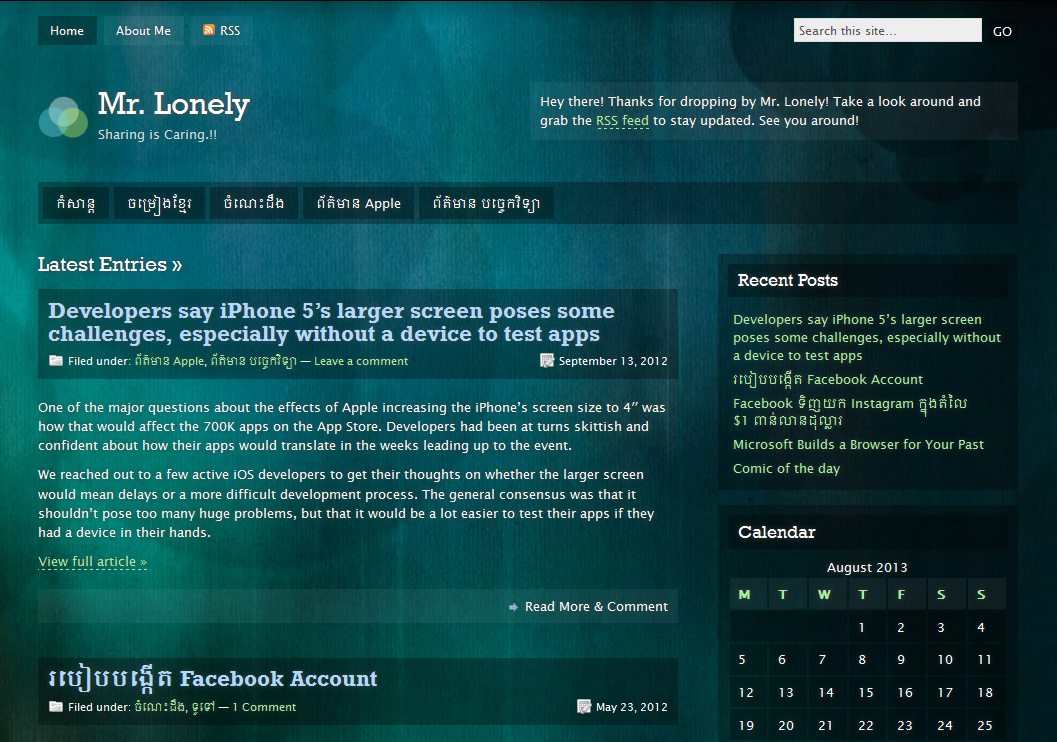 Home About Me RSS Search this site... GO
Mr. Lonely
Sharing is Caring.!!
Hey there! Thanks for dropping by Mr. Lonely! Take a look around and
grab the RSS feed to stay updated. See you around!
កំសាន្ត ចម្រៀងខ្មែរ ចំណេះដឹង ព័ត៌មាន Apple ព័ត៌មាន បច្ចេកវិទ្យា
Latest Entries »
Developers say iPhone 5’s larger screen poses some
challenges, especially without a device to test apps
Filed under: ព័ត៌មាន Apple, ព័ត៌មាន បច្ចេកវិទ្យា — Leave a comment September 13, 2012
One of the major questions about the effects of Apple increasing the iPhone’s screen size to 4″ was
how that would affect the 700K apps on the App Store. Developers had been at turns skittish and
confident about how their apps would translate in the weeks leading up to the event.
We reached out to a few active iOS developers to get their thoughts on whether the larger screen
would mean delays or a more difficult development process. The general consensus was that it
shouldn’t pose too many huge problems, but that it would be a lot easier to test their apps if they
had a device in their hands.
View full article »
Read More & Comment
របៀបបង្កើត Facebook Account
Filed under: ចំណេះដឹង, ទូទៅ — 1 Comment May 23, 2012
Recent Posts
Developers say iPhone 5’s larger screen
poses some challenges, especially without
a device to test apps
របៀបបង្កើត Facebook Account
Facebook ទិញយក Instagram ក្នុងតំលៃ
$1 ពាន់លានដុល្លារ
Microsoft Builds a Browser for Your Past
Comic of the day
Calendar
August 2013
M T W T F S S
1 2 3 4
5 6 7 8 9 10 11
12 13 14 15 16 17 18
19 20 21 22 23 24 25